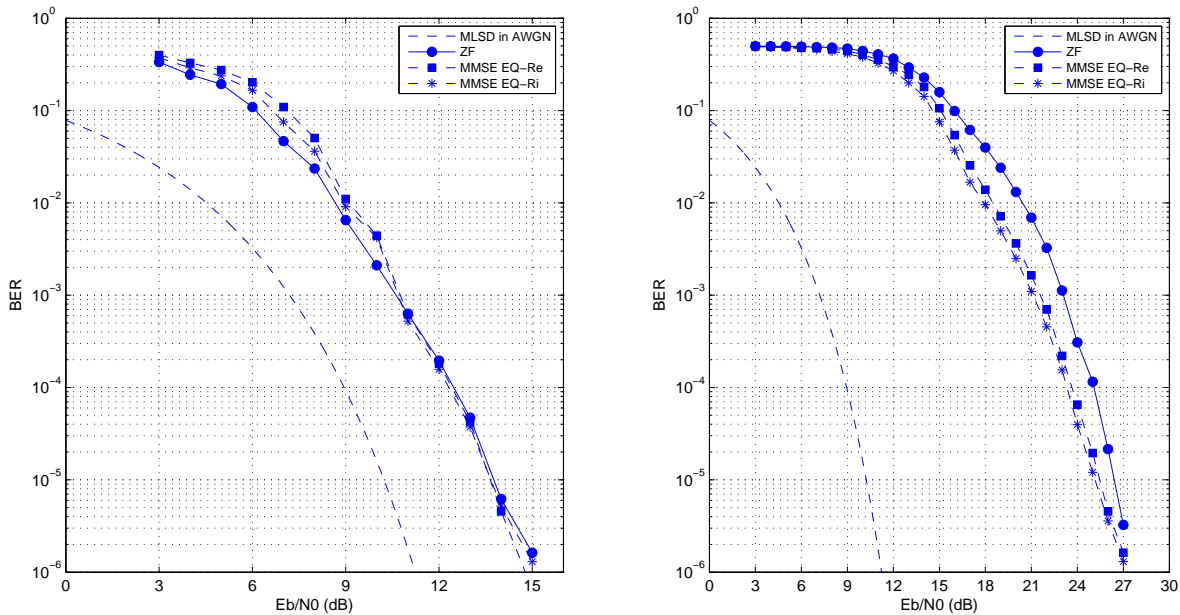 10^0
10^-1
10^-2
10^-3
10^-4
10^-5
10^-6
BER
0 3 6 9 12 15
Eb/N0 (dB)
MLSD in AWGN
ZF
MMSE EQ-Re
MMSE EQ-Ri
10^0
10^-1
10^-2
10^-3
10^-4
10^-5
10^-6
BER
0 3 6 9 12 15 18 21 24 27 30
Eb/N0 (dB)
MLSD in AWGN
ZF
MMSE EQ-Re
MMSE EQ-Ri